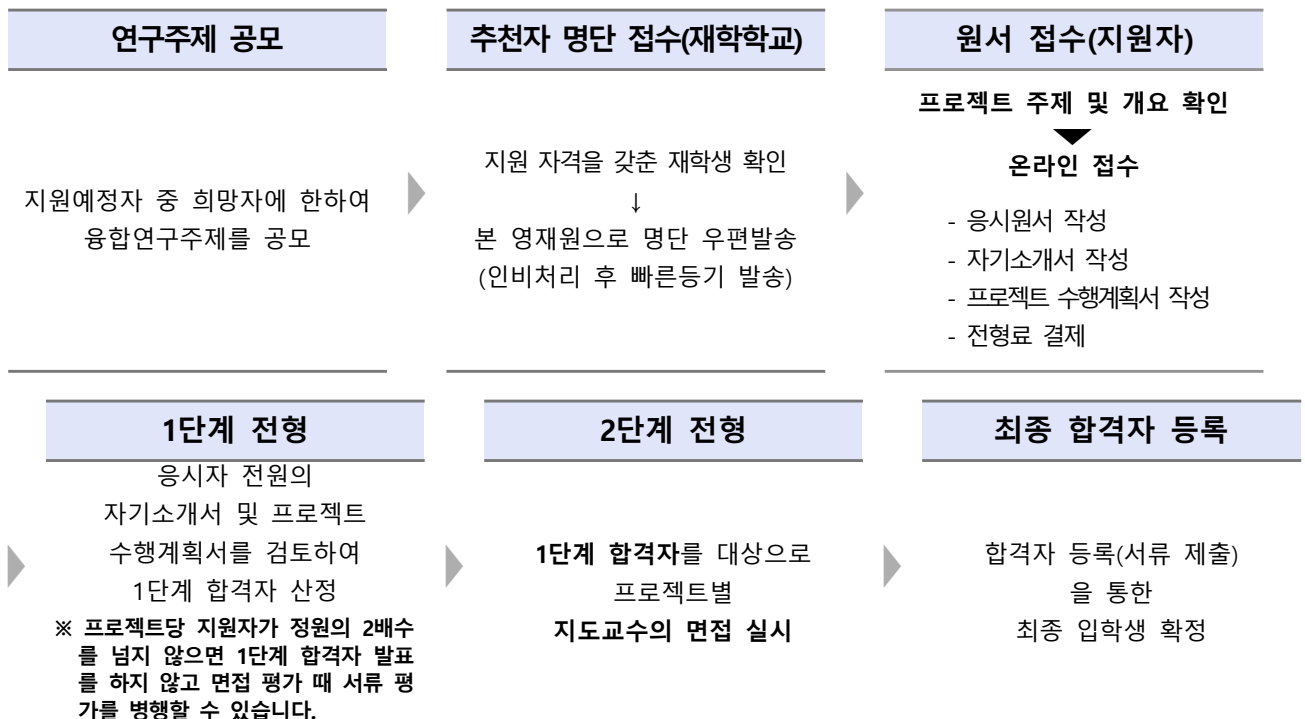 연구주제 공모
지원예정자 중 희망자에 한하여
융합연구주제를 공모
추천자 명단 접수(재학학교)
지원 자격을 갖춘 재학생 확인
↓
본 영재원으로 명단 우편발송
(인비처리 후 빠른등기 발송)
원서 접수(지원자)
프로젝트 주제 및 개요 확인
온라인 접수
- 응시원서 작성
- 자기소개서 작성
- 프로젝트 수행계획서 작성
- 전형료 결제
1단계 전형
응시자 전원의
자기소개서 및 프로젝트
수행계획서를 검토하여
1단계 합격자 산정
※ 프로젝트당 지원자가 정원의 2배수
를 넘지 않으면 1단계 합격자 발표
를 하지 않고 면접 평가 때 서류 평
가를 병행할 수 있습니다.
2단계 전형
1단계 합격자를 대상으로
프로젝트별
지도교수의 면접 실시
최종 합격자 등록
합격자 등록(서류 제출)
을 통한
최종 입학생 확정